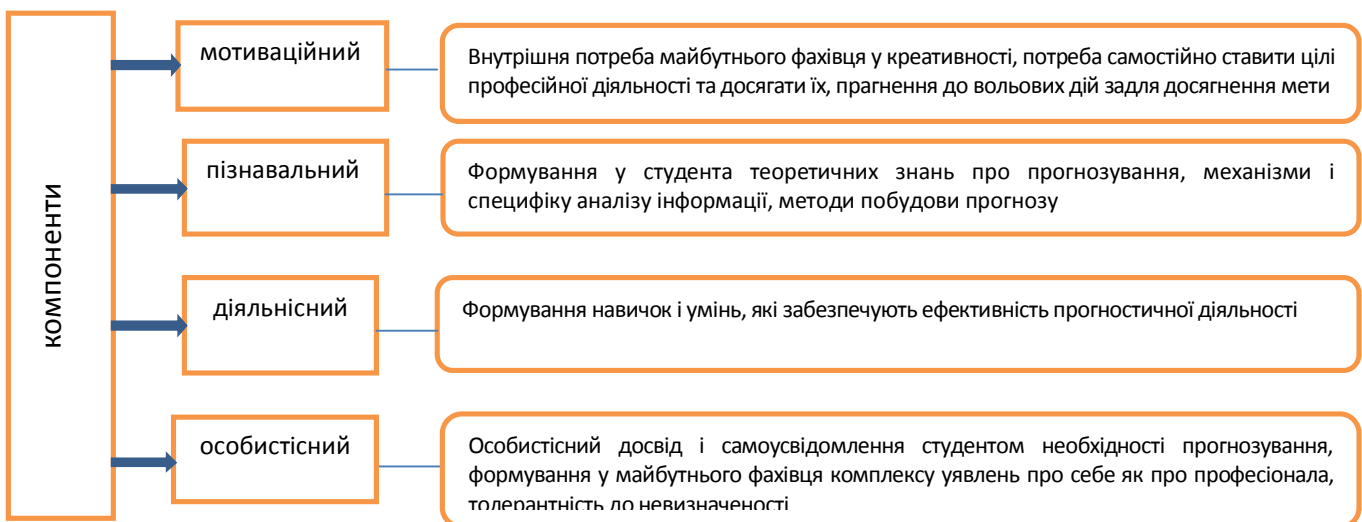 компоненти
мотиваційний
Внутрішня потреба майбутнього фахівця у креативності, потреба самостійно ставити цілі
професійної діяльності та досягати їх, прагнення до вольових дій задля досягнення мети
пізнавальний
Формування у студента теоретичних знань про прогнозування, механізми і
специфіку аналізу інформації, методи побудови прогнозу
діяльнісний
Формування навичок і умінь, які забезпечують ефективність прогностичної діяльності
особистісний
Особистісний досвід і самоусвідомлення студентом необхідності прогнозування,
формування у майбутнього фахівця комплексу уявлень про себе як про професіонала,
толерантність до невизначеності